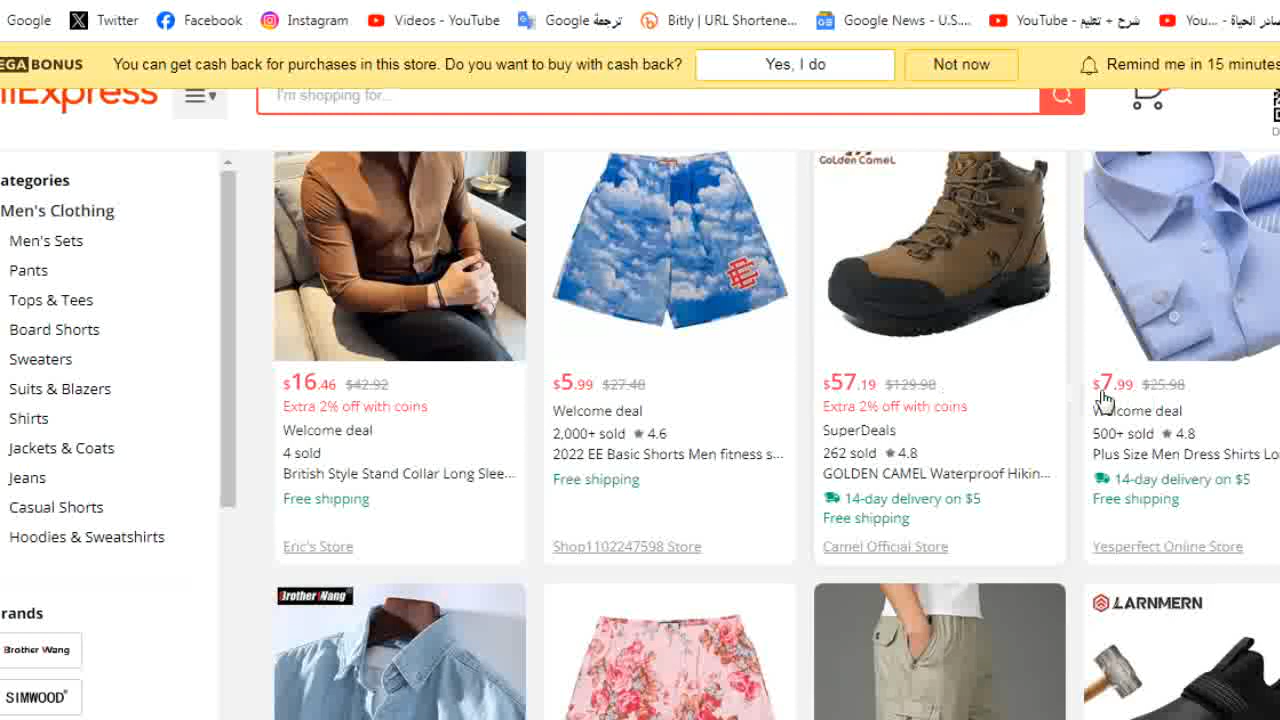 Google Twitter Facebook Instagram Videos - YouTube Google ترجمة Bitly | URL Shortene... Google News - U.S.... YouTube - شرح + تعليم You... - صائر الحياة
EGA BONUS You can get cash back for purchases in this store. Do you want to buy with cash back? Yes, I do Not now Remind me in 15 minutes
liExpress I'm shopping for...
ategories
Men's Clothing
Men's Sets
Pants
Tops & Tees
Board Shorts
Sweaters
Suits & Blazers
Shirts
Jackets & Coats
Jeans
Casual Shorts
Hoodies & Sweatshirts
rands
Brother Wang
SIMWOOD®
$16.46 $42.92
Extra 2% off with coins
Welcome deal
4 sold
British Style Stand Collar Long Slee...
Free shipping
Eric's Store
$5.99 $27.48
Welcome deal
2,000+ sold ★ 4.6
2022 EE Basic Shorts Men fitness s...
Free shipping
Shop1102247598 Store
GOLDEN CAMEL
$57.19 $129.98
Extra 2% off with coins
SuperDeals
262 sold ★ 4.8
GOLDEN CAMEL Waterproof Hikin...
14-day delivery on $5
Free shipping
Camel Official Store
$7.99 $25.98
Welcome deal
500+ sold ★ 4.8
Plus Size Men Dress Shirts Lo
14-day delivery on $5
Free shipping
Yesperfect Online Store
Brother Wang
LARNMERN